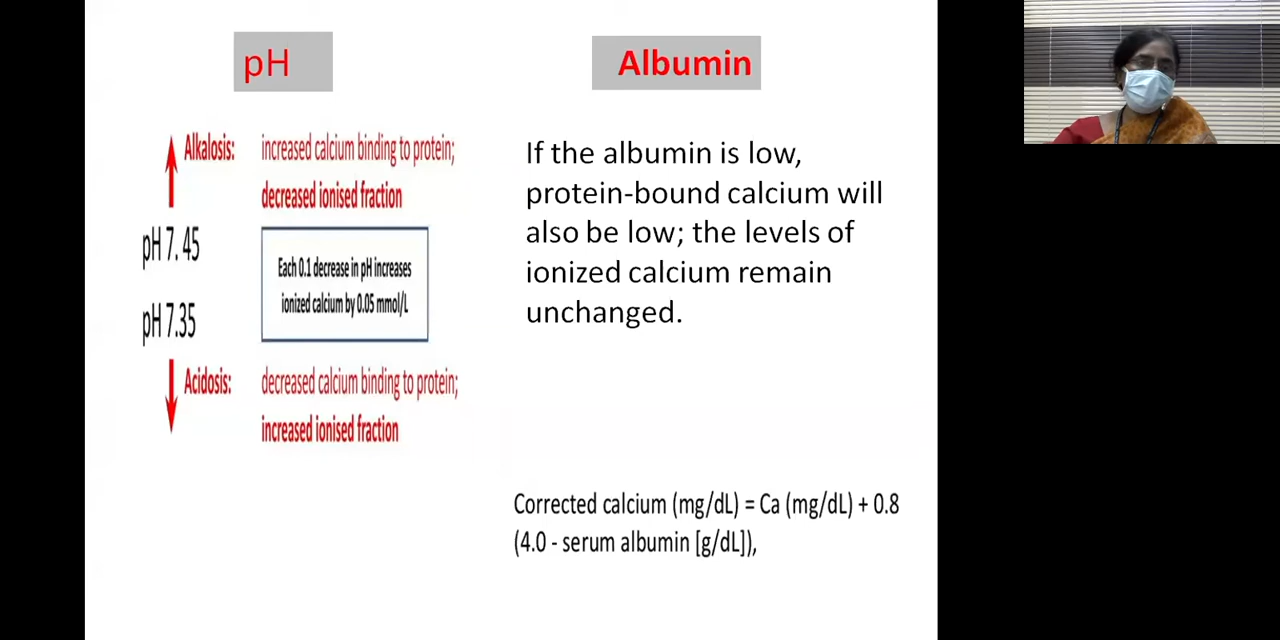 pH
Alkalosis: increased calcium binding to protein;
decreased ionised fraction
pH 7. 45
Each 0.1 decrease in pH increases
ionized calcium by 0.05 mmol/L
pH 7.35
Acidosis: decreased calcium binding to protein;
increased ionised fraction
Albumin
If the albumin is low,
protein-bound calcium will
also be low; the levels of
ionized calcium remain
unchanged.
Corrected calcium (mg/dL) = Ca (mg/dL) + 0.8
(4.0 - serum albumin [g/dL]),